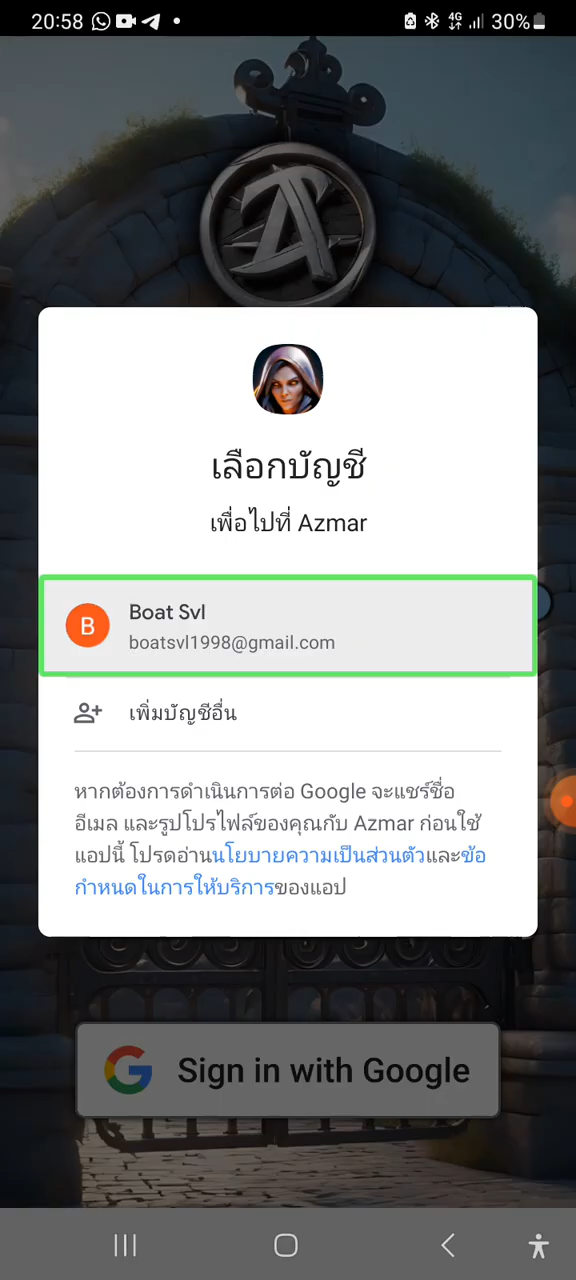 20:58
4G
30%
เลือกบัญชี
เพื่อไปที่ Azmar
B
Boat Svl
boatsvl1998@gmail.com
เพิ่มบัญชีอื่น
หากต้องการดำเนินการต่อ Google จะแชร์ชื่อ
อีเมล และรูปโปรไฟล์ของคุณกับ Azmar ก่อนใช้
แอปนี้ โปรดอ่านนโยบายความเป็นส่วนตัวและข้อ
กำหนดในการให้บริการของแอป
Sign in with Google